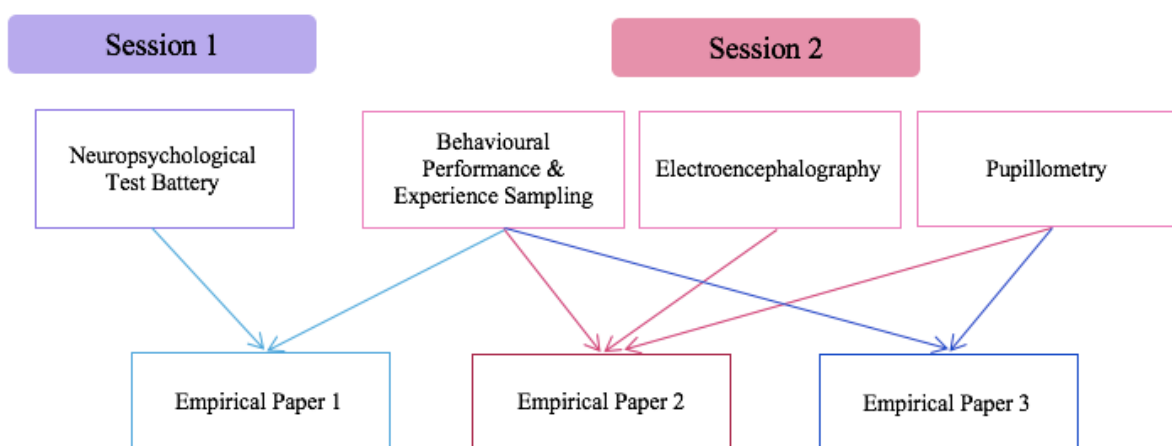 Session 1
Session 2
Neuropsychological
Test Battery
Behavioural
Performance &
Experience Sampling
Electroencephalography
Pupillometry
Empirical Paper 1
Empirical Paper 2
Empirical Paper 3